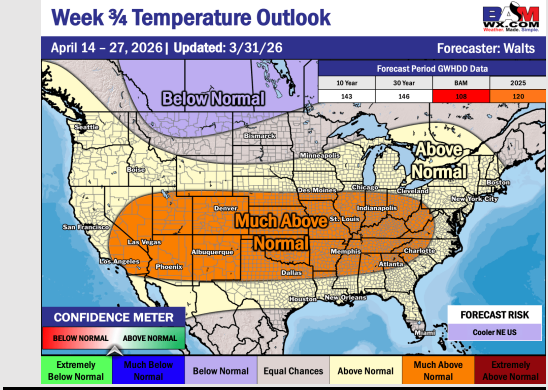 Week ¾ Temperature Outlook
BAM
WX.COM
Weather. Made. Simple.
April 14 – 27, 2026 | Updated: 3/31/26
Forecaster: Walts
Forecast Period GWHDD Data
10 Year 30 Year BAM 2025
143 146 108 120
Below Normal
Seattle
Bismarck
Minneapolis
Above
Normal
Boise
Boston
Des Moines
Chicago
Cleveland
New York City
Denver
Indianapolis
Much Above
Normal
St. Louis
San Francisco
Las Vegas
Albuquerque
Memphis
Charlotte
Los Angeles
Phoenix
Atlanta
Dallas
Houston
New Orleans
Miami
CONFIDENCE METER
BELOW NORMAL ABOVE NORMAL
FORECAST RISK
Cooler NE US
Extremely
Below Normal
Much Below
Normal
Below Normal
Equal Chances
Above Normal
Much Above
Normal
Extremely
Above Normal